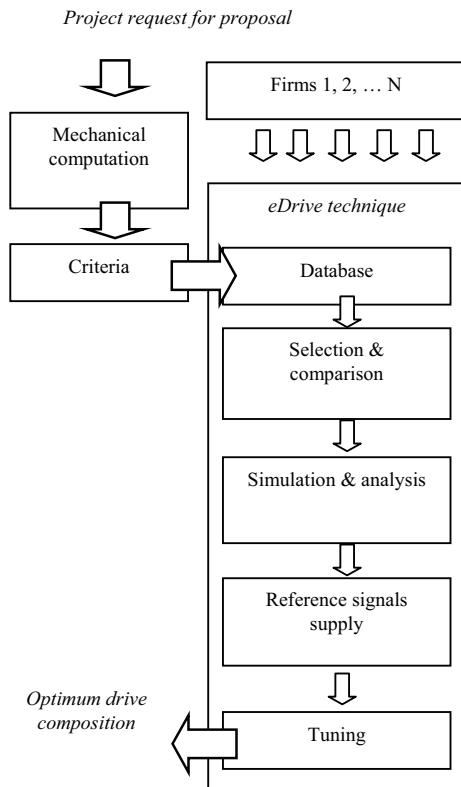 Project request for proposal
Firms 1, 2, … N
Mechanical
computation
eDrive technique
Criteria
Database
Selection &
comparison
Simulation & analysis
Reference signals
supply
Optimum drive
composition
Tuning